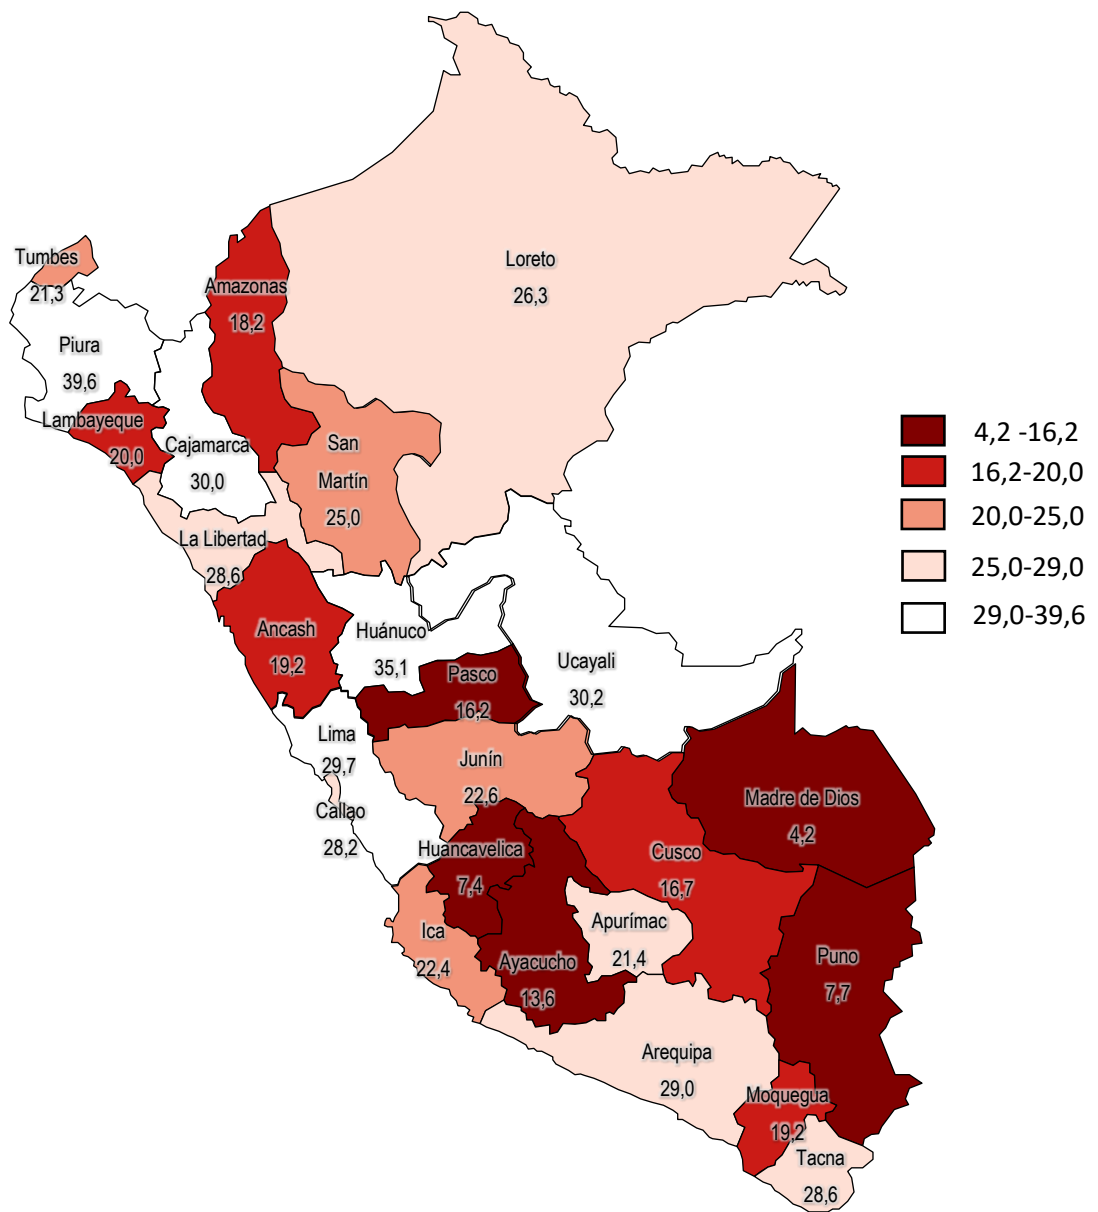 Loreto
26,3
Tumbes
21,3
Amazonas
18,2
Piura
39,6
Lambayeque
20,0
Cajamarca
30,0
San
Martín
25,0
La Libertad
28,6
Ancash
19,2
Huánuco
35,1
Ucayali
30,2
Pasco
16,2
Lima
29,7
Junín
22,6
Callao
28,2
Madre de Dios
4,2
Huancavelica
7,4
Cusco
16,7
Apurímac
21,4
Ica
22,4
Ayacucho
13,6
Puno
7,7
Arequipa
29,0
Moquegua
19,2
Tacna
28,6
4,2 -16,2
16,2-20,0
20,0-25,0
25,0-29,0
29,0-39,6